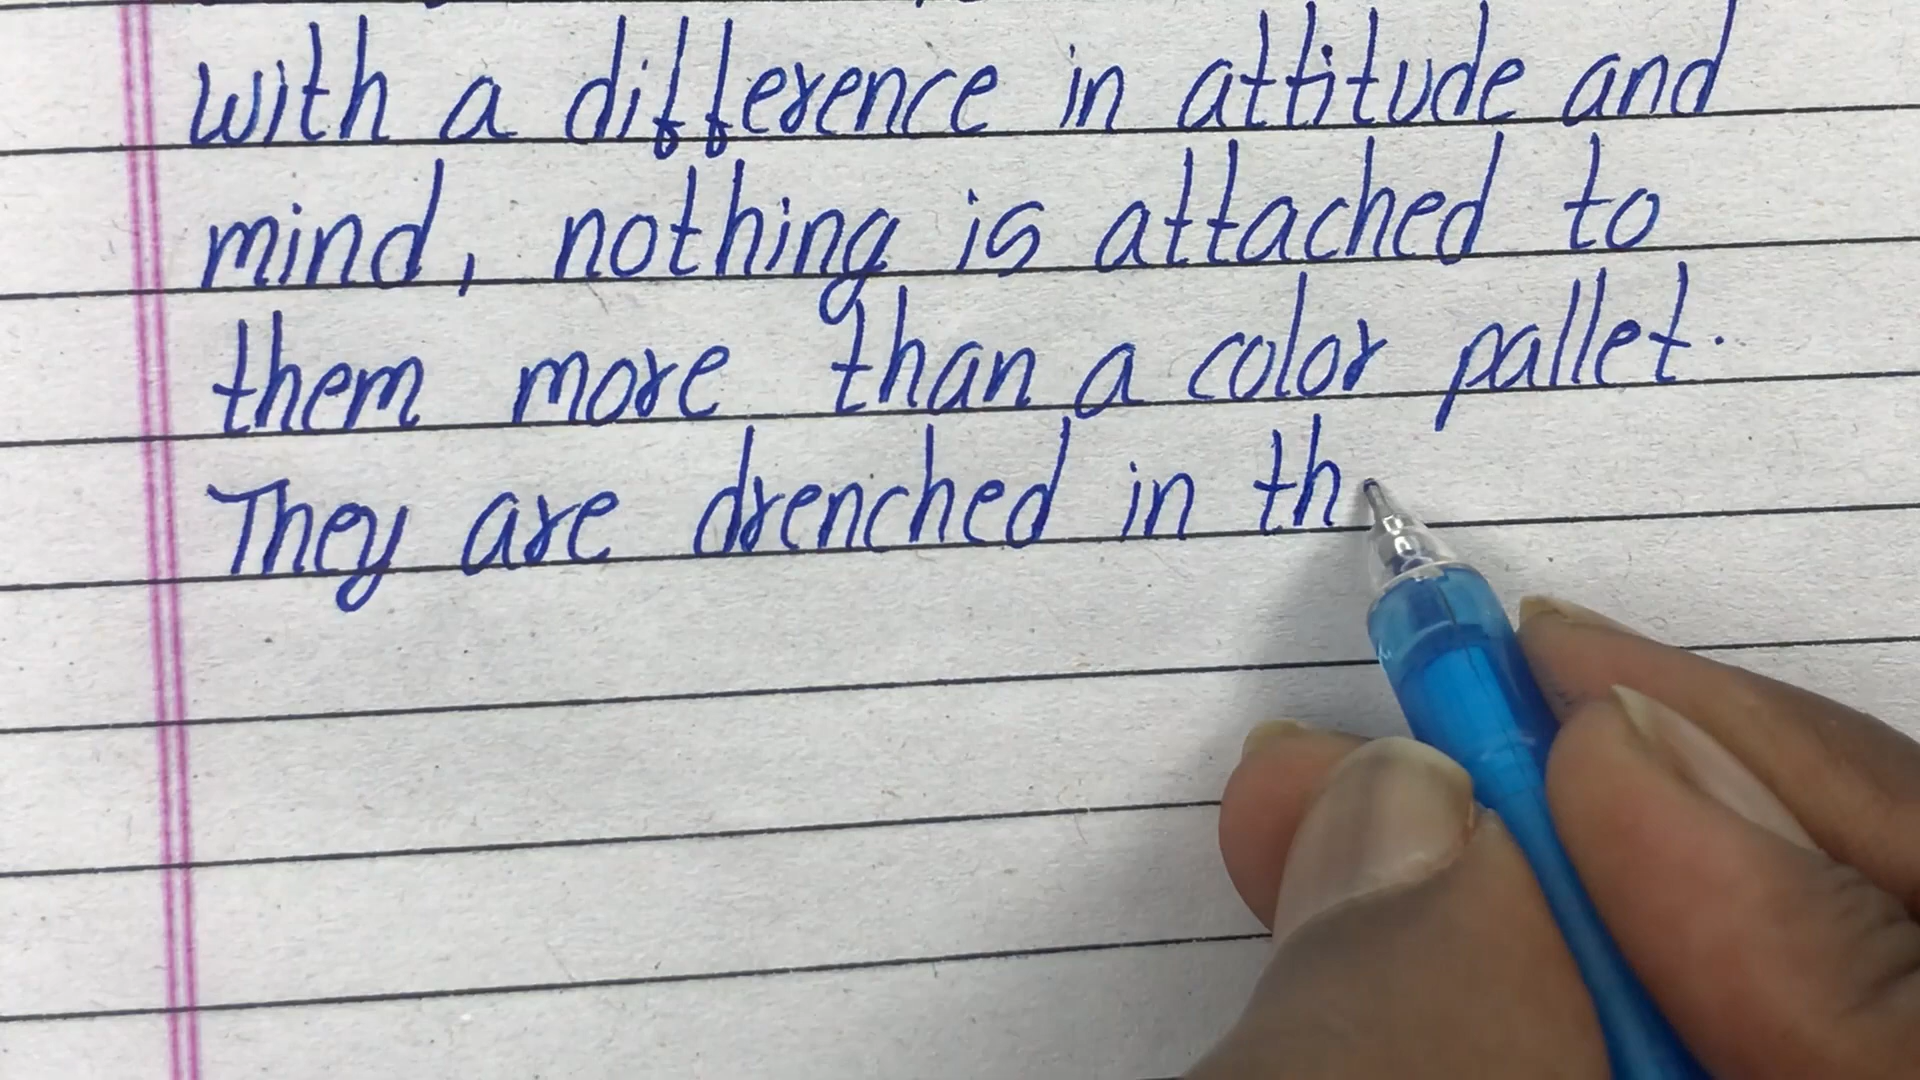 with a difference in attitude and
mind, nothing is attached to
them more than a color pallet.
They are drenched in th